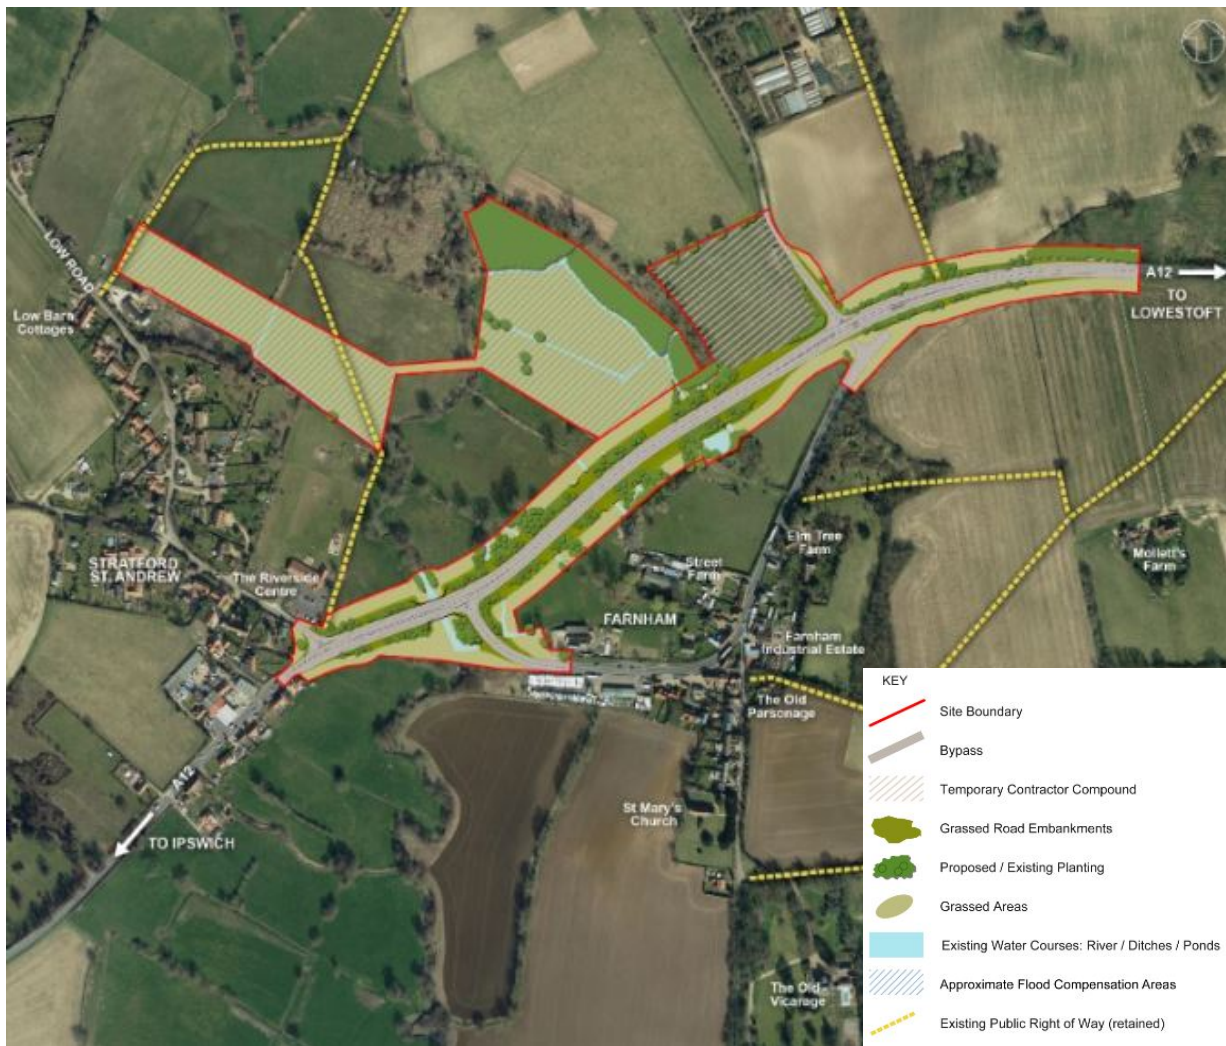 LOW ROAD
Low Barn
Cottages
A12
TO
LOWESTOFT
STRATFORD
ST. ANDREW
The Riverside
Centre
Street
Farm
Elm Tree
Farm
Mollett's
Farm
FARNHAM
Farnham
Industrial Estate
The Old
Parsonage
A12
TO IPSWICH
St Mary's
Church
The Old
Vicarage
KEY
Site Boundary
Bypass
Temporary Contractor Compound
Grassed Road Embankments
Proposed / Existing Planting
Grassed Areas
Existing Water Courses: River / Ditches / Ponds
Approximate Flood Compensation Areas
Existing Public Right of Way (retained)